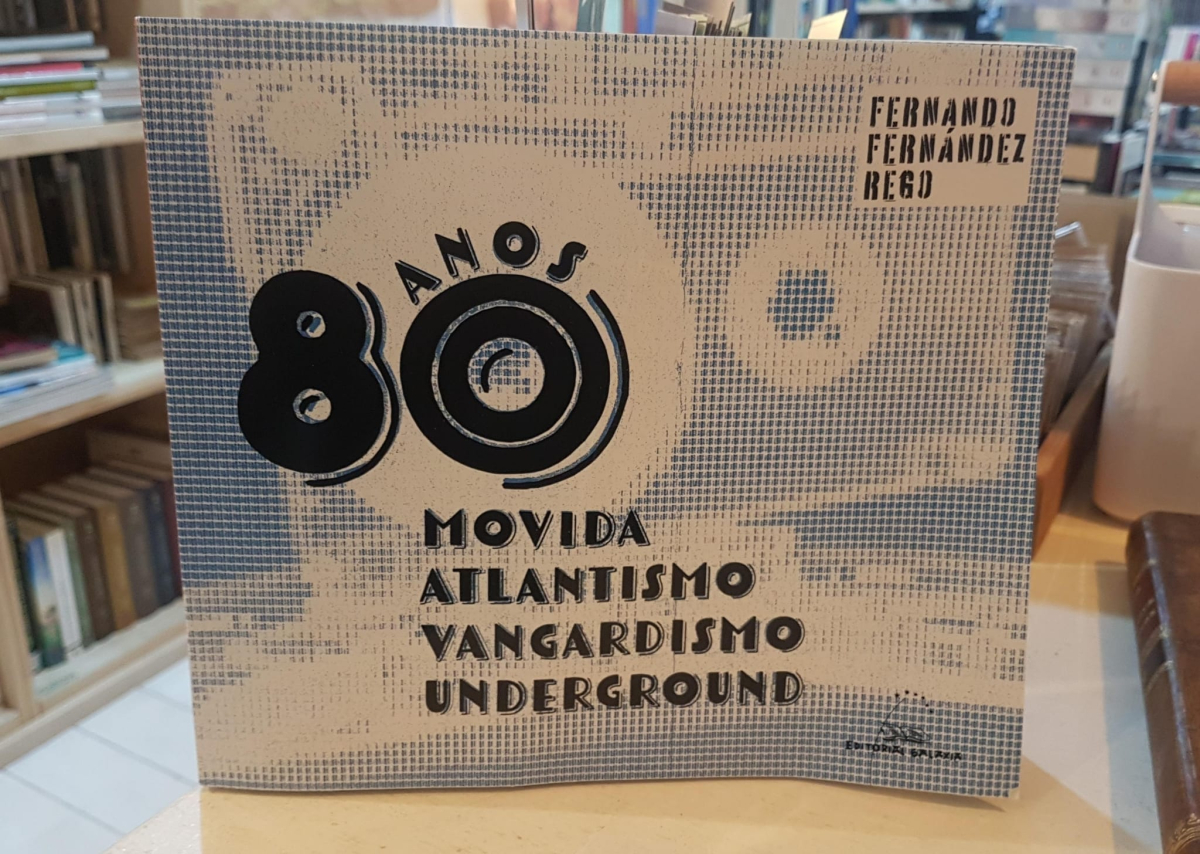 FERNANDO
FERNÁNDEZ
REGO
ANOS
80
MOVIDA
ATLANTISMO
VANGARDISMO
UNDERGROUND
EDITORIAL GALAXIA